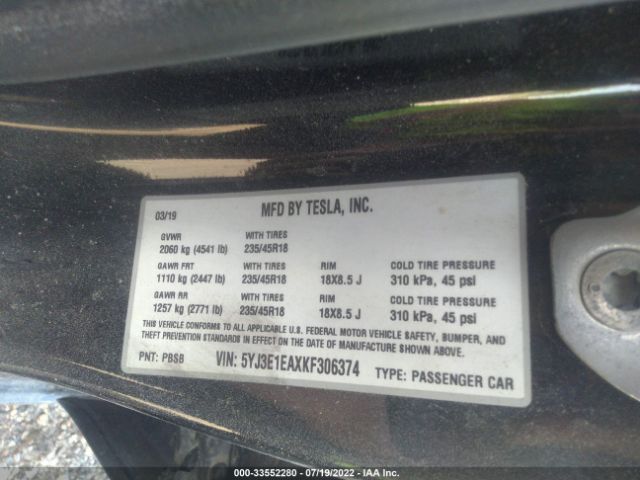 03/19 MFD BY TESLA, INC.
GVWR WITH TIRES
2060 kg (4541 lb) 235/45R18
GAWR FRT WITH TIRES RIM COLD TIRE PRESSURE
1110 kg (2447 lb) 235/45R18 18X8.5 J 310 kPa, 45 psi
GAWR RR WITH TIRES RIM COLD TIRE PRESSURE
1257 kg (2771 lb) 235/45R18 18X8.5 J 310 kPa, 45 psi
THIS VEHICLE CONFORMS TO ALL APPLICABLE U.S. FEDERAL MOTOR VEHICLE SAFETY, BUMPER, AND
THEFT PREVENTION STANDARDS IN EFFECT ON THE DATE OF MANUFACTURE SHOWN ABOVE.
PNT: PBSB VIN: 5YJ3E1EAXKF306374 TYPE: PASSENGER CAR
000-33552280 - 07/19/2022 - IAA Inc.